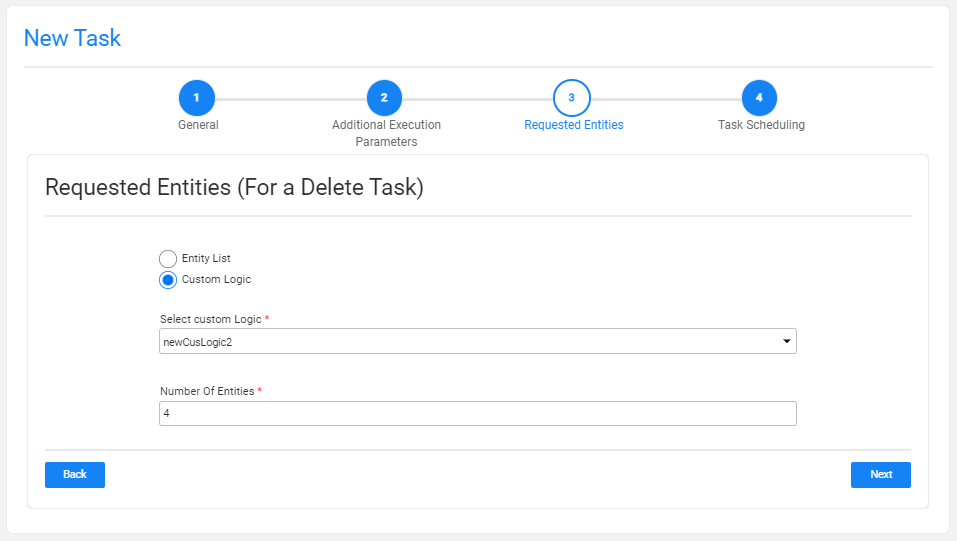 New Task
1
2
3
4
General
Additional Execution
Parameters
Requested Entities
Task Scheduling
Requested Entities (For a Delete Task)
Entity List
Custom Logic
Select custom Logic *
newCusLogic2
Number Of Entities *
4
Back
Next